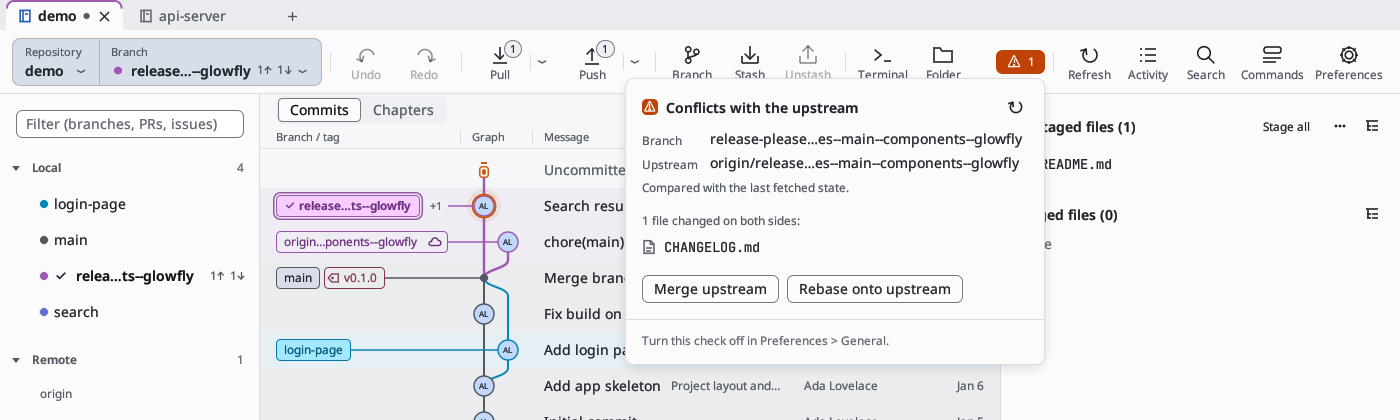 demo
api-server
Repository
demo
Branch
release...–glowfly 1↑ 1↓
Undo
Redo
Pull
1
Push
1
Branch
Stash
Unstash
Terminal
Folder
1
Refresh
Activity
Search
Commands
Preferences
Filter (branches, PRs, issues)
Local 4
login-page
main
relea...ts--glowfly 1↑ 1↓
search
Remote 1
origin
Commits Chapters
Branch / tag Graph Message
Uncommitte
release...ts--glowfly +1 AL Search resu
origin...ponents--glowfly AL chore(main)
main v0.1.0 Merge bran
AL Fix build on
login-page AL Add login pa
AL Add app skeleton Project layout and... Ada Lovelace Jan 6
Conflicts with the upstream
Branch release-please...es--main--components--glowfly
Upstream origin/release...es--main--components--glowfly
Compared with the last fetched state.
1 file changed on both sides:
CHANGELOG.md
Merge upstream Rebase onto upstream
Turn this check off in Preferences > General.
taged files (1) Stage all ...
README.md
ged files (0)
e